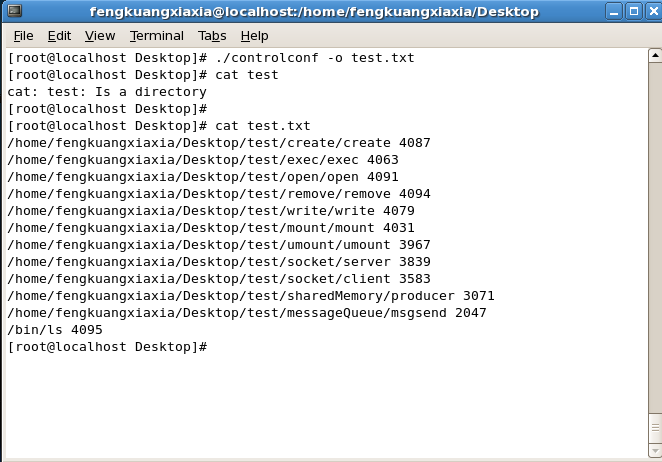 fengkuangxiaxia@localhost:/home/fengkuangxiaxia/Desktop
File Edit View Terminal Tabs Help
[root@localhost Desktop]# ./controlconf -o test.txt
[root@localhost Desktop]# cat test
cat: test: Is a directory
[root@localhost Desktop]#
[root@localhost Desktop]# cat test.txt
/home/fengkuangxiaxia/Desktop/test/create/create 4087
/home/fengkuangxiaxia/Desktop/test/exec/exec 4063
/home/fengkuangxiaxia/Desktop/test/open/open 4091
/home/fengkuangxiaxia/Desktop/test/remove/remove 4094
/home/fengkuangxiaxia/Desktop/test/write/write 4079
/home/fengkuangxiaxia/Desktop/test/mount/mount 4031
/home/fengkuangxiaxia/Desktop/test/umount/umount 3967
/home/fengkuangxiaxia/Desktop/test/socket/server 3839
/home/fengkuangxiaxia/Desktop/test/socket/client 3583
/home/fengkuangxiaxia/Desktop/test/sharedMemory/producer 3071
/home/fengkuangxiaxia/Desktop/test/messageQueue/msgsend 2047
/bin/ls 4095
[root@localhost Desktop]#